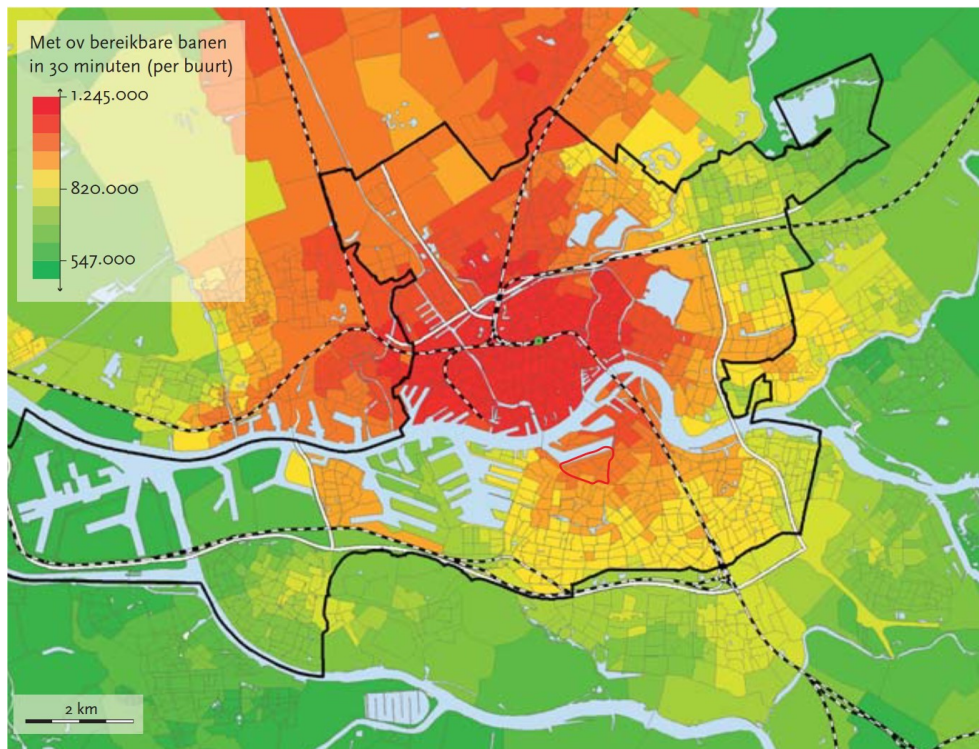 Met ov bereikbare banen
in 30 minuten (per buurt)
1.245.000
820.000
547.000
2 km